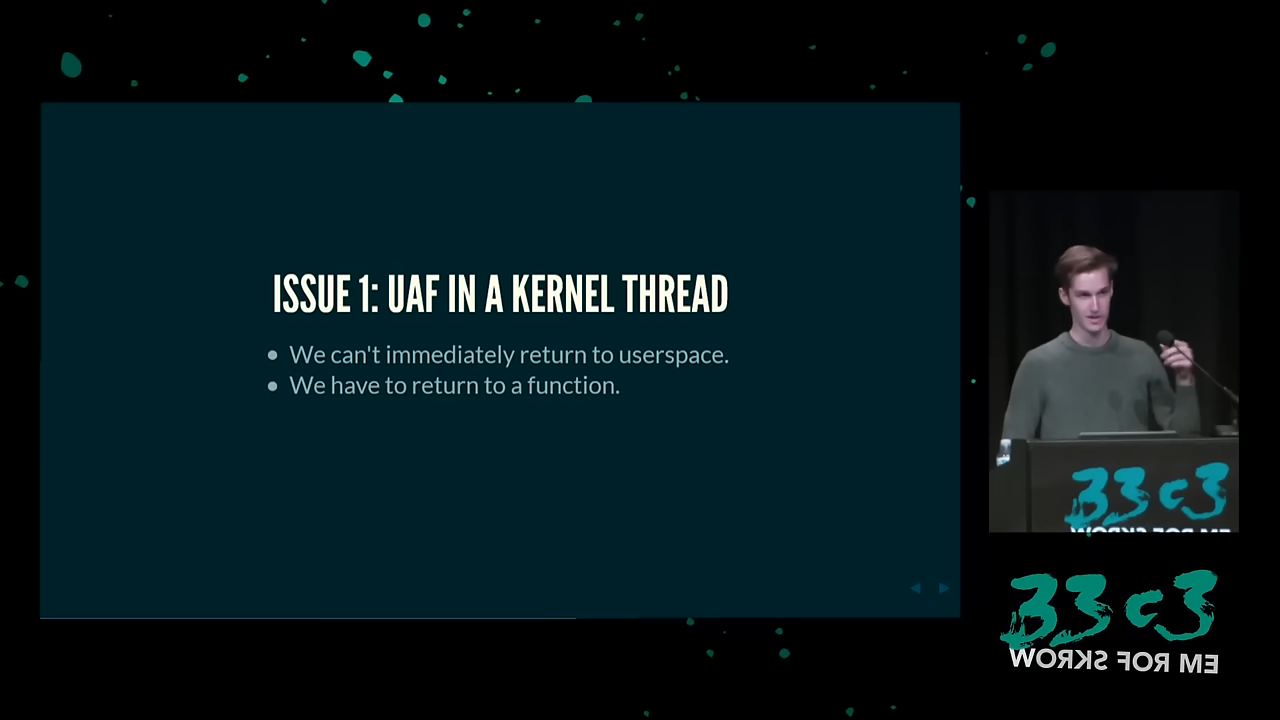 ISSUE 1: UAF IN A KERNEL THREAD
We can't immediately return to userspace.
We have to return to a function.
33c3
33c3
WORKS FOR ME